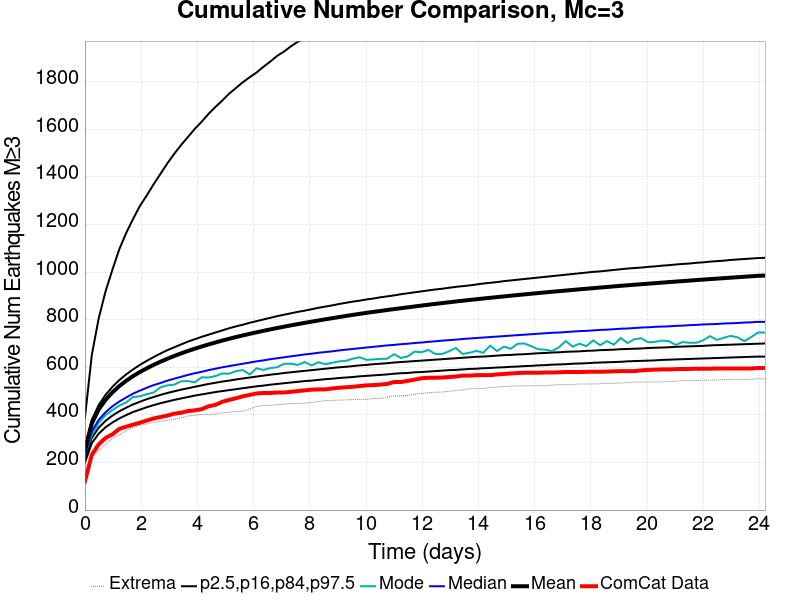 Cumulative Number Comparison, Mc=3
Cumulative Num Earthquakes M≥3
1800
1600
1400
1200
1000
800
600
400
200
0
0 2 4 6 8 10 12 14 16 18 20 22 24
Time (days)
Extrema p2.5,p16,p84,p97.5 Mode Median Mean ComCat Data